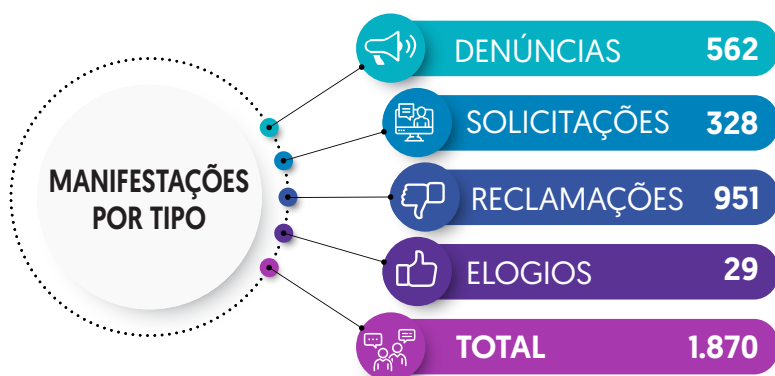 MANIFESTAÇÕES
POR TIPO
DENÚNCIAS 562
SOLICITAÇÕES 328
RECLAMAÇÕES 951
ELOGIOS 29
TOTAL 1.870